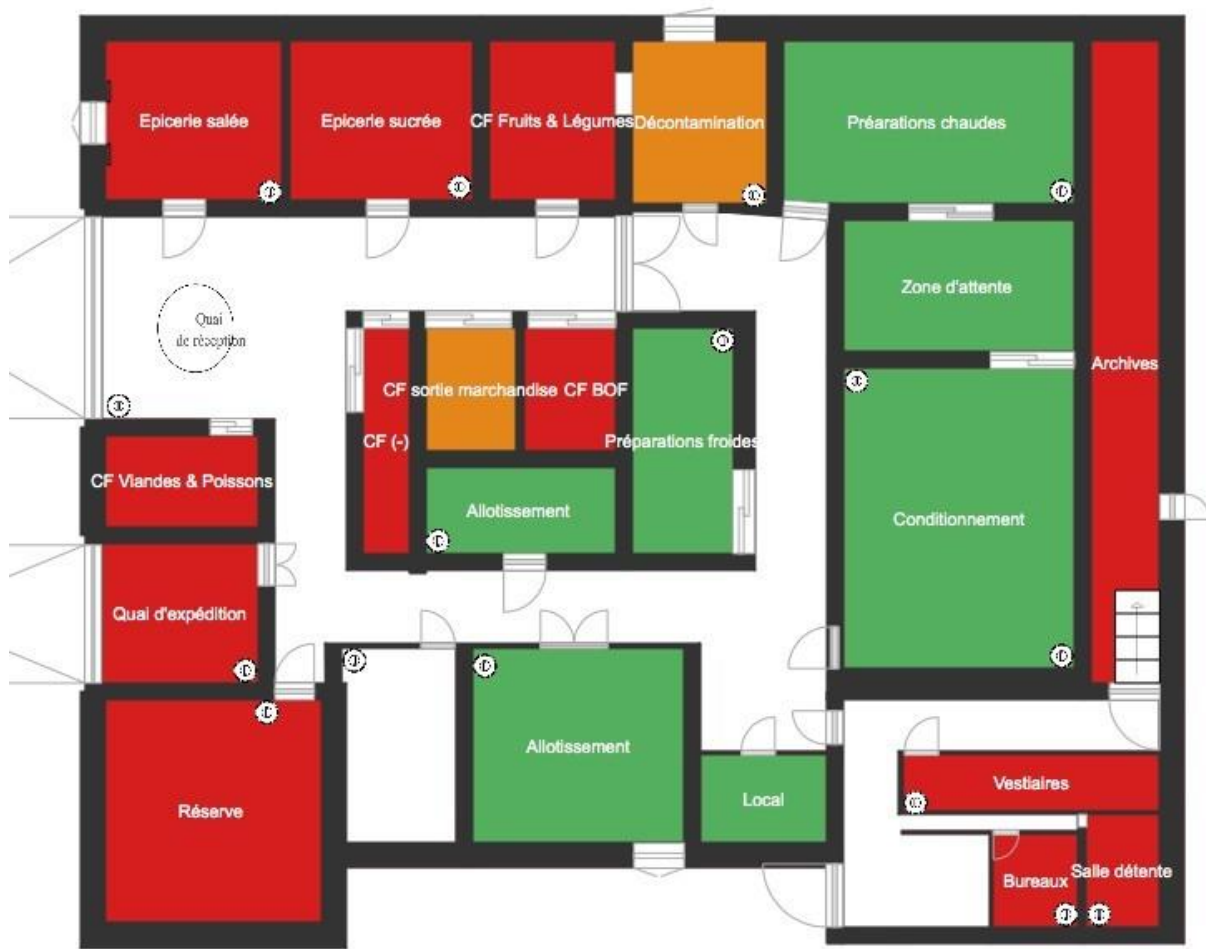 Epicerie salée
Epicerie sucrée
CF Fruits & Légumes
Décontamination
Préarations chaudes
Zone d'attente
Quai
de réception
Archives
CF sortie marchandise
CF BOF
CF (-)
Préparations froides
CF Viandes & Poissons
Allotissement
Conditionnement
Quai d'expédition
Allotissement
Vestiaires
Local
Réserve
Salle détente
Bureaux